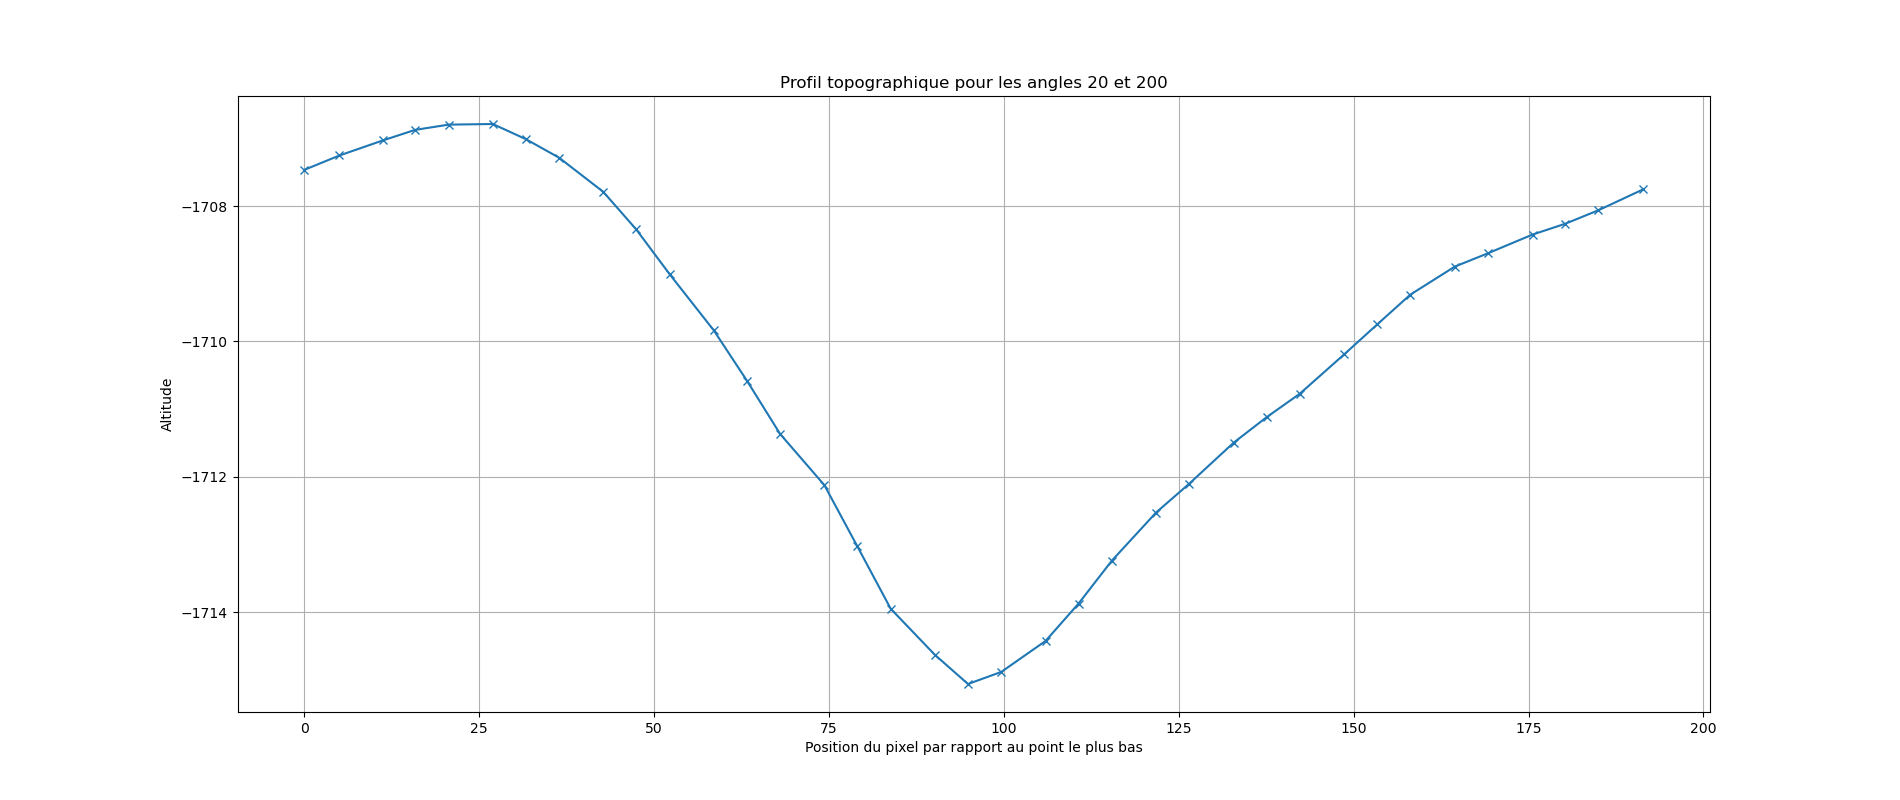 Profil topographique pour les angles 20 et 200
Altitude
−1708
−1710
−1712
−1714
0 25 50 75 100 125 150 175 200
Position du pixel par rapport au point le plus bas